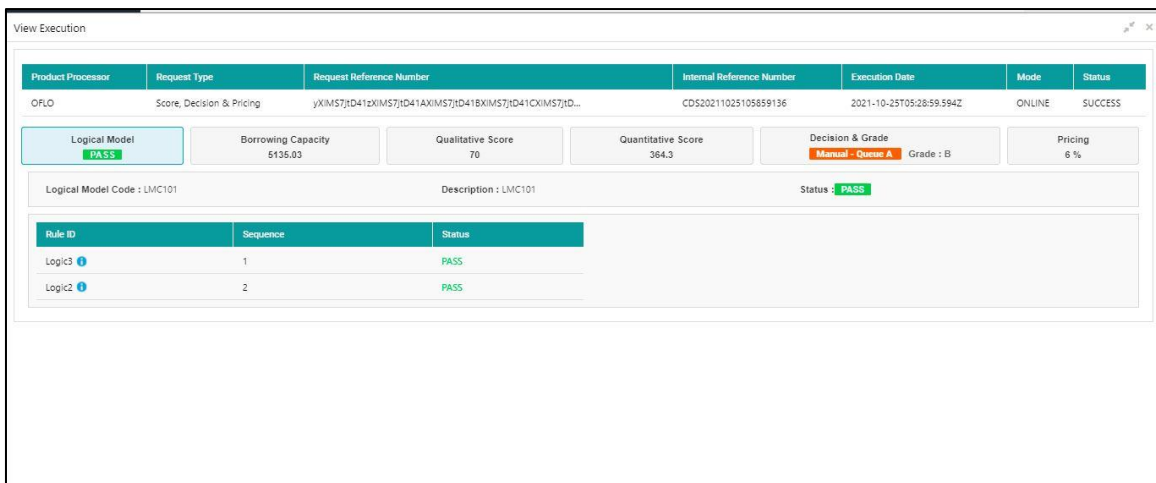 View Execution
Product Processor Request Type Request Reference Number Internal Reference Number Execution Date Mode Status
OFLO Score, Decision & Pricing yXIMS7jtD41zXIMS7jtD41AXIMS7jtD41BXIMS7jtD41CXIMS7jtD... CDS20211025105859136 2021-10-25T05:28:59.594Z ONLINE SUCCESS
Logical Model Borrowing Capacity Qualitative Score Quantitative Score Decision & Grade Pricing
PASS 5135.03 70 364.3 Manual - Queue A Grade : B 6 %
Logical Model Code : LMC101 Description : LMC101 Status : PASS
Rule ID Sequence Status
Logic3 1 PASS
Logic2 2 PASS